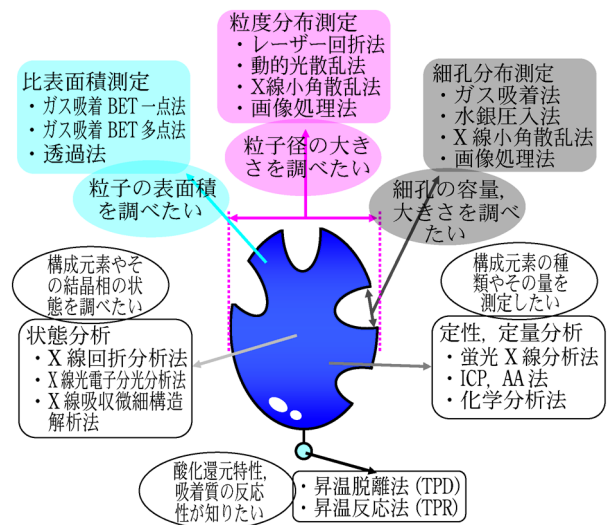 粒度分布測定
・レーザー回折法
・動的光散乱法
・X線小角散乱法
・画像処理法
粒子径の大き
さを調べたい
比表面積測定
・ガス吸着 BET 一点法
・ガス吸着 BET 多点法
・透過法
粒子の表面積
を調べたい
細孔分布測定
・ガス吸着法
・水銀圧入法
・X 線小角散乱法
・画像処理法
細孔の容量,
大きさを調べ
たい
構成元素やそ
の結晶相の状
態を調べたい
状態分析
・X 線回折分析法
・X 線光電子分光分析法
・X 線吸収微細構造
解析法
構成元素の種
類やその量を
測定したい
定性, 定量分析
・蛍光 X 線分析法
・ICP, AA 法
・化学分析法
酸化還元特性,
吸着質の反応
性が知りたい
・昇温脱離法 (TPD)
・昇温反応法 (TPR)